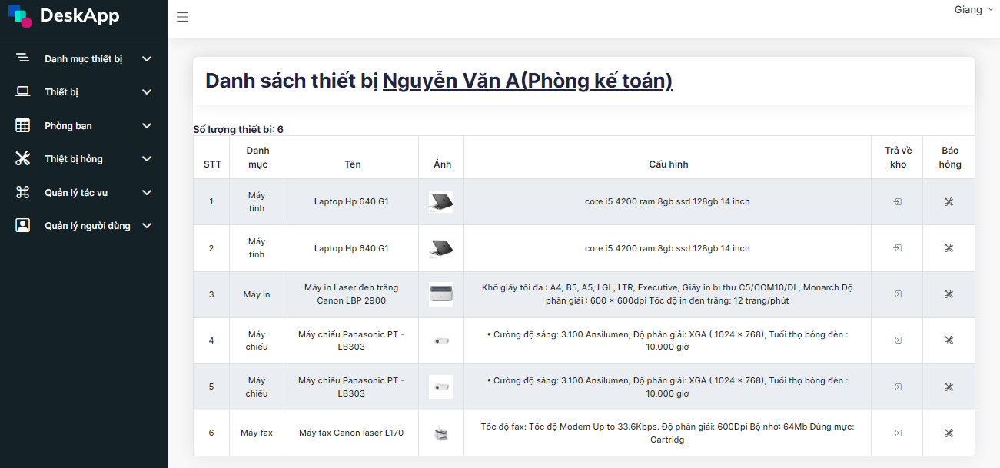 DeskApp
Giang
Danh mục thiết bị
Thiết bị
Phòng ban
Thiệt bị hỏng
Quản lý tác vụ
Quản lý người dùng
Danh sách thiết bị Nguyễn Văn A(Phòng kế toán)
Số lượng thiết bị: 6
STT Danh mục Tên Ảnh Cấu hình Trả về kho Báo hỏng
1 Máy tính Laptop Hp 640 G1 core i5 4200 ram 8gb ssd 128gb 14 inch
2 Máy tính Laptop Hp 640 G1 core i5 4200 ram 8gb ssd 128gb 14 inch
3 Máy in Máy in Laser đen trắng Canon LBP 2900 Khổ giấy tối đa : A4, B5, A5, LGL, LTR, Executive, Giấy in bì thư C5/COM10/DL, Monarch Độ phân giải : 600 × 600dpi Tốc độ in đen trắng: 12 trang/phút
4 Máy chiếu Máy chiếu Panasonic PT - LB303 • Cường độ sáng: 3.100 Ansilumen, Độ phân giải: XGA ( 1024 × 768), Tuổi thọ bóng đèn : 10.000 giờ
5 Máy chiếu Máy chiếu Panasonic PT - LB303 • Cường độ sáng: 3.100 Ansilumen, Độ phân giải: XGA ( 1024 × 768), Tuổi thọ bóng đèn : 10.000 giờ
6 Máy fax Máy fax Canon laser L170 Tốc độ fax: Tốc độ Modem Up to 33.6Kbps. Độ phân giải: 600Dpi Bộ nhớ: 64Mb Dùng mực: Cartridg